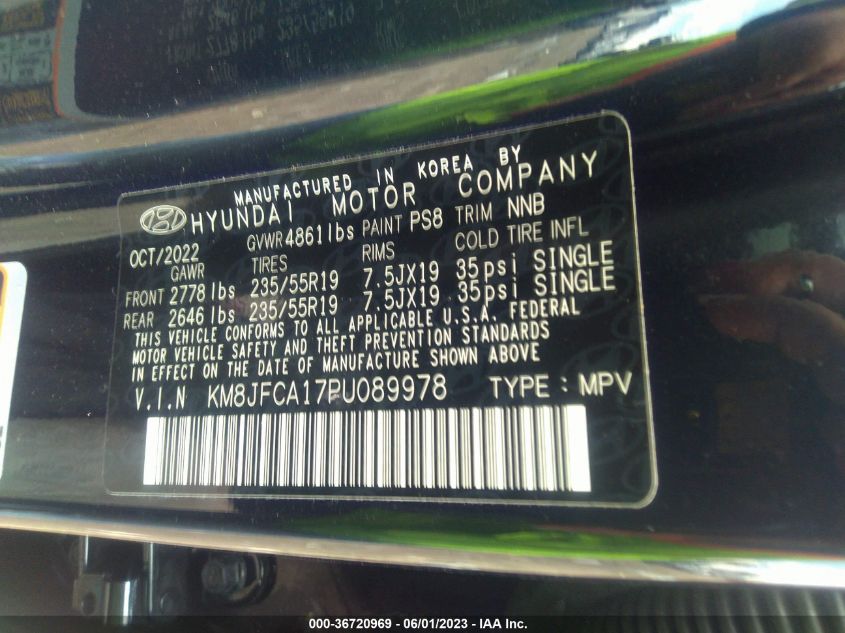 MANUFACTURED IN KOREA BY
HYUNDAI MOTOR COMPANY
OCT/2022 GVWR 4861lbs PAINT PS8 TRIM NNB
GAWR TIRES RIMS COLD TIRE INFL
FRONT 2778 lbs 235/55R19 7.5JX19 35psi SINGLE
REAR 2646 lbs 235/55R19 7.5JX19 35psi SINGLE
THIS VEHICLE CONFORMS TO ALL APPLICABLE U.S.A. FEDERAL
MOTOR VEHICLE SAFETY AND THEFT PREVENTION STANDARDS
IN EFFECT ON THE DATE OF MANUFACTURE SHOWN ABOVE
V.I.N KM8JFCA17PU089978 TYPE : MPV
000-36720969 - 06/01/2023 - IAA Inc.